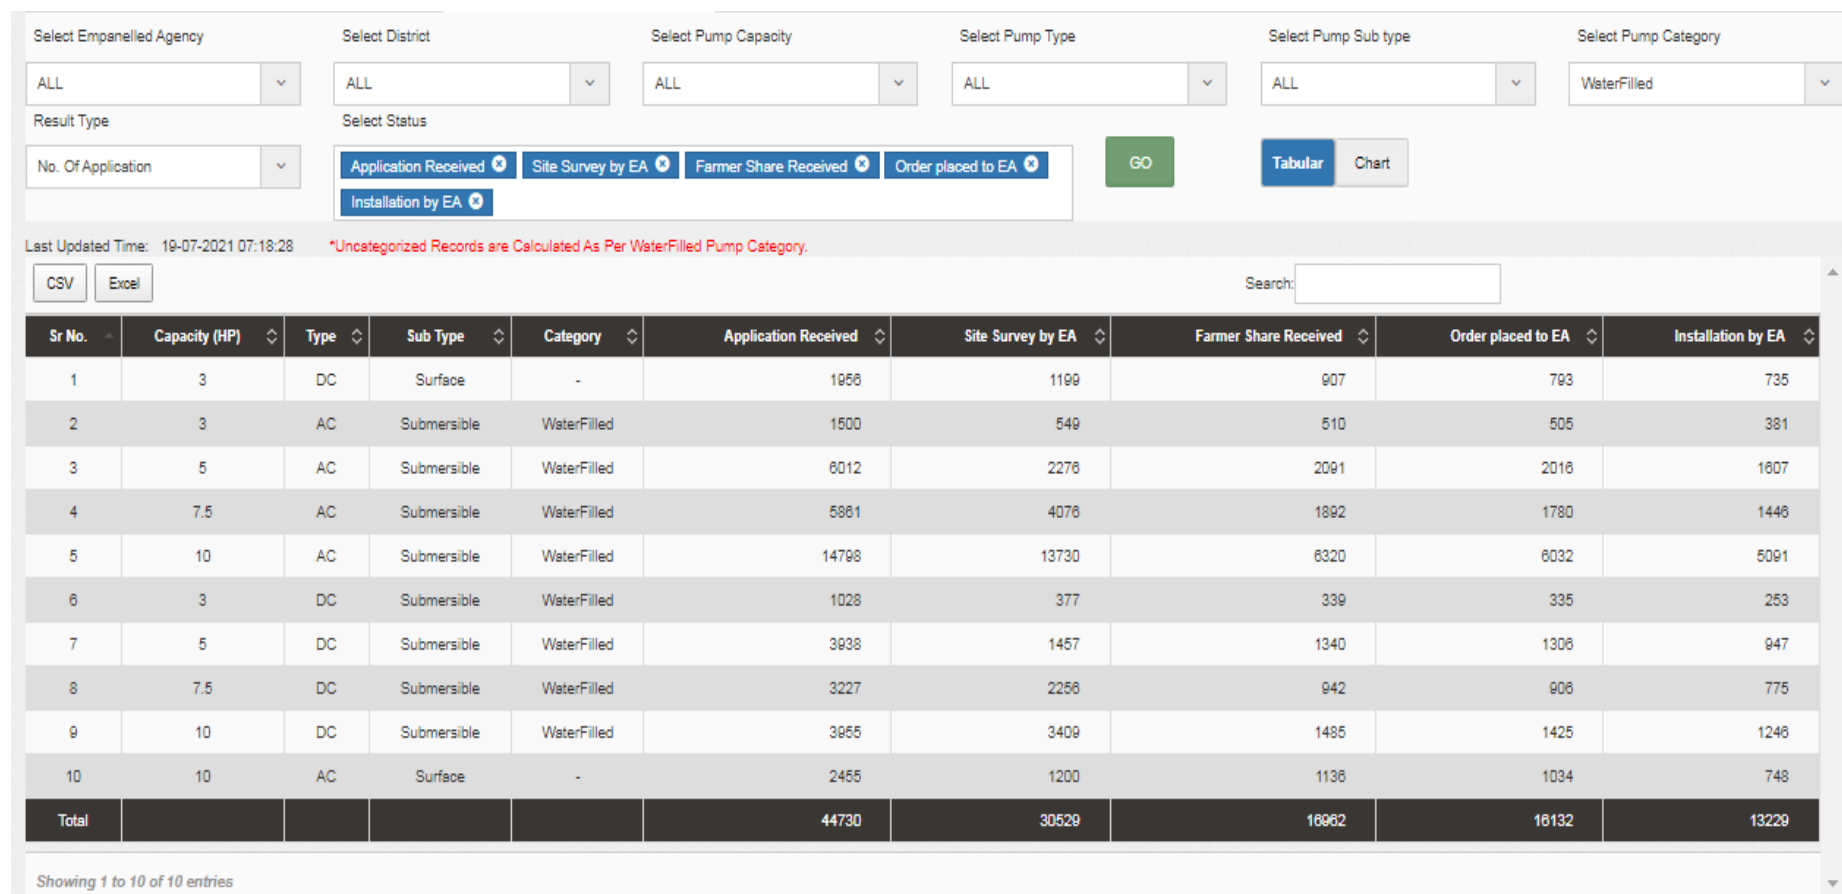 Select Empanelled Agency Select District Select Pump Capacity Select Pump Type Select Pump Sub type Select Pump Category
ALL ALL ALL ALL ALL WaterFilled
Result Type Select Status
No. Of Application Application Received Site Survey by EA Farmer Share Received Order placed to EA GO Tabular Chart
Installation by EA
Last Updated Time: 19-07-2021 07:18:28 *Uncategorized Records are Calculated As Per WaterFilled Pump Category.
CSV Excel Search:
Sr No. Capacity (HP) Type Sub Type Category Application Received Site Survey by EA Farmer Share Received Order placed to EA Installation by EA
1 3 DC Surface - 1956 1199 907 793 735
2 3 AC Submersible WaterFilled 1500 549 510 505 381
3 5 AC Submersible WaterFilled 6012 2276 2091 2016 1607
4 7.5 AC Submersible WaterFilled 5861 4076 1892 1780 1446
5 10 AC Submersible WaterFilled 14798 13730 6320 6032 5091
6 3 DC Submersible WaterFilled 1028 377 339 335 253
7 5 DC Submersible WaterFilled 3938 1457 1340 1306 947
8 7.5 DC Submersible WaterFilled 3227 2256 942 906 775
9 10 DC Submersible WaterFilled 3955 3409 1485 1425 1246
10 10 AC Surface - 2455 1200 1136 1034 748
Total 44730 30529 16962 16132 13229
Showing 1 to 10 of 10 entries